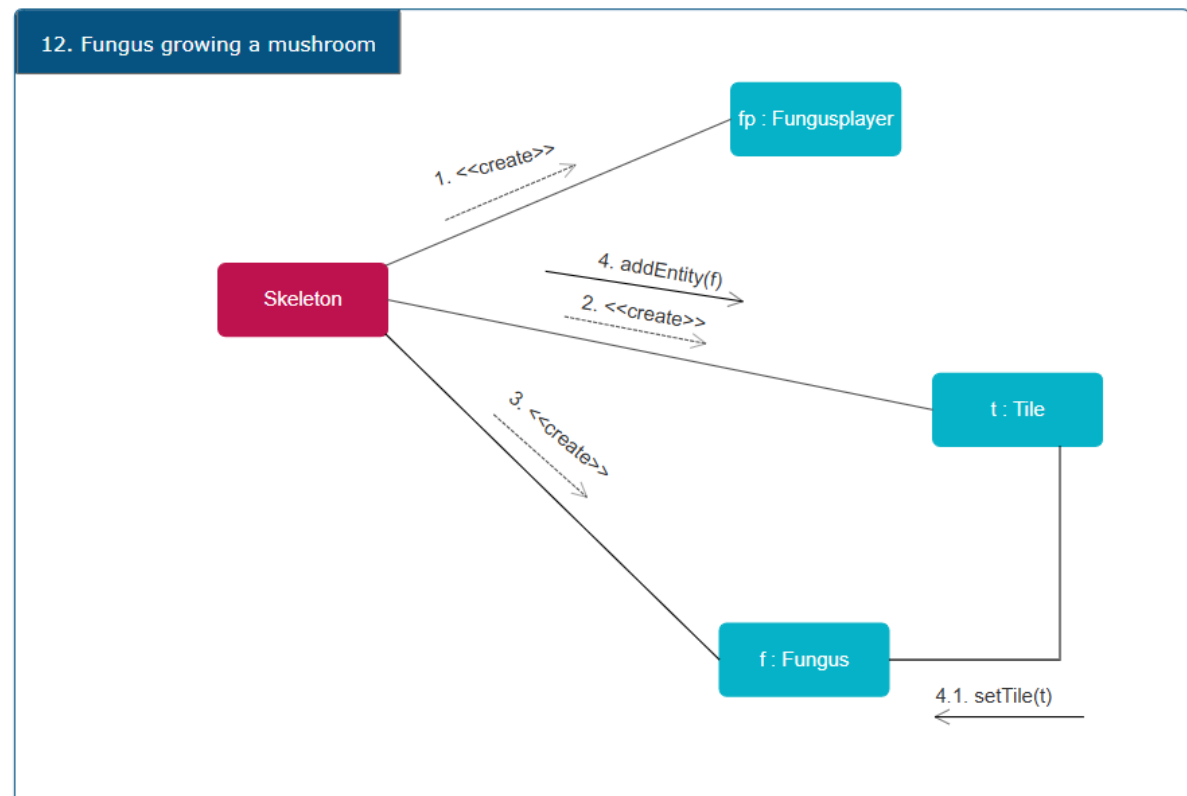 12. Fungus growing a mushroom
fp : Fungusplayer
1. <<create>>
4. addEntity(f)
Skeleton
2. <<create>>
3. <<create>>
t : Tile
f : Fungus
4.1. setTile(t)